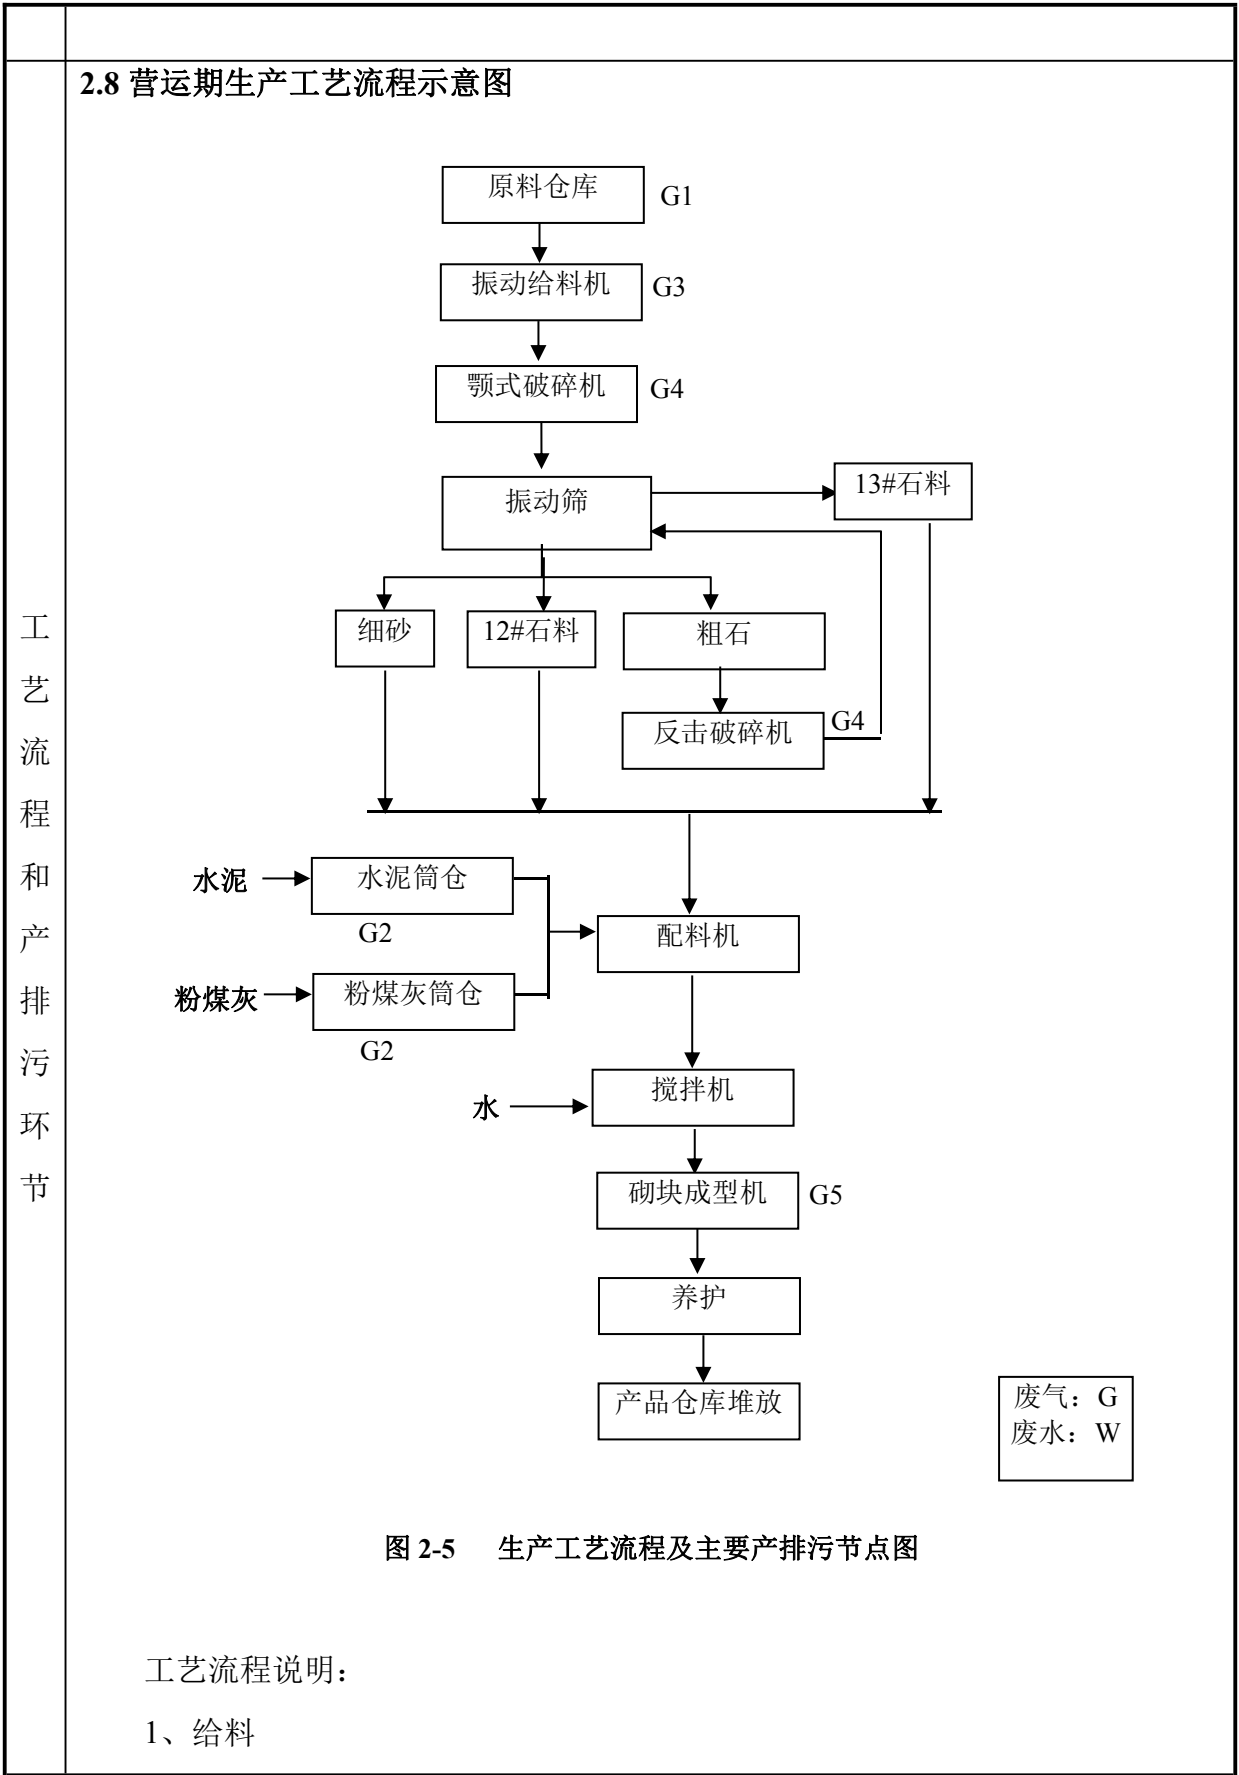 2.8 营运期生产工艺流程示意图
原料仓库
G1
振动给料机
G3
颚式破碎机
G4
振动筛
13#石料
细砂
12#石料
粗石
反击破碎机
G4
水泥
水泥筒仓
G2
配料机
粉煤灰
粉煤灰筒仓
G2
水
搅拌机
砌块成型机
G5
养护
产品仓库堆放
废气：G
废水：W
图 2-5 生产工艺流程及主要产排污节点图
工
艺
流
程
和
产
排
污
环
节
工艺流程说明：
1、给料